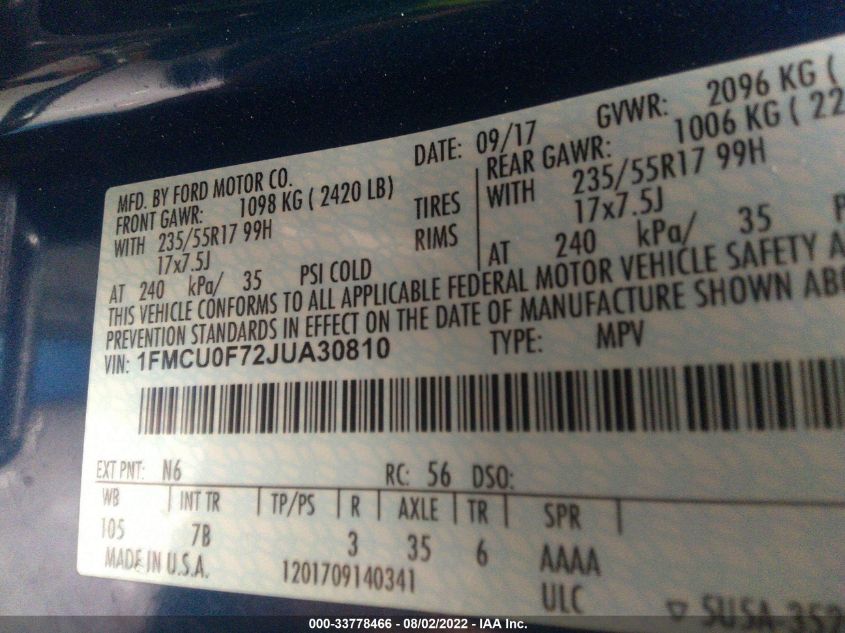 MFD. BY FORD MOTOR CO.
DATE: 09/17 GVWR: 2096 KG (
FRONT GAWR: 1098 KG ( 2420 LB) REAR GAWR: 1006 KG ( 22
WITH 235/55R17 99H TIRES WITH 235/55R17 99H
17x7.5J RIMS 17x7.5J
AT 240 kPa/ 35 PSI COLD AT 240 kPa/ 35 P
THIS VEHICLE CONFORMS TO ALL APPLICABLE FEDERAL MOTOR VEHICLE SAFETY A
PREVENTION STANDARDS IN EFFECT ON THE DATE OF MANUFACTURE SHOWN AB
VIN: 1FMCU0F72JUA30810 TYPE: MPV
EXT PNT: N6 RC: 56 DSO:
WB | INT TR | TP/PS | R | AXLE | TR | SPR |
105 7B 3 35 6 AAAA
MADE IN U.S.A. 1201709140341 ULC
SUSA-352
000-33778466 - 08/02/2022 - IAA Inc.